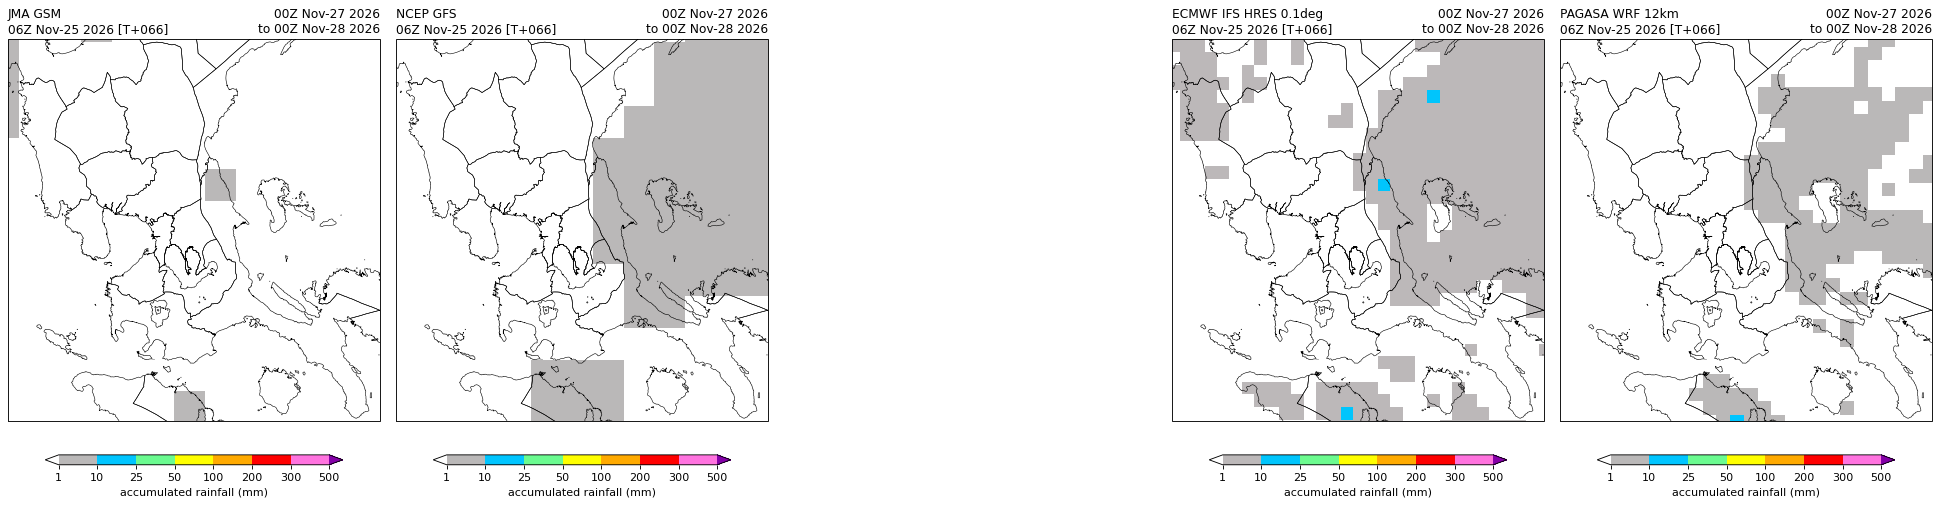 JMA GSM 00Z Nov-27 2026
06Z Nov-25 2026 [T+066] to 00Z Nov-28 2026
1 10 25 50 100 200 300 500
accumulated rainfall (mm)
NCEP GFS 00Z Nov-27 2026
06Z Nov-25 2026 [T+066] to 00Z Nov-28 2026
1 10 25 50 100 200 300 500
accumulated rainfall (mm)
ECMWF IFS HRES 0.1deg 00Z Nov-27 2026
06Z Nov-25 2026 [T+066] to 00Z Nov-28 2026
1 10 25 50 100 200 300 500
accumulated rainfall (mm)
PAGASA WRF 12km 00Z Nov-27 2026
06Z Nov-25 2026 [T+066] to 00Z Nov-28 2026
1 10 25 50 100 200 300 500
accumulated rainfall (mm)